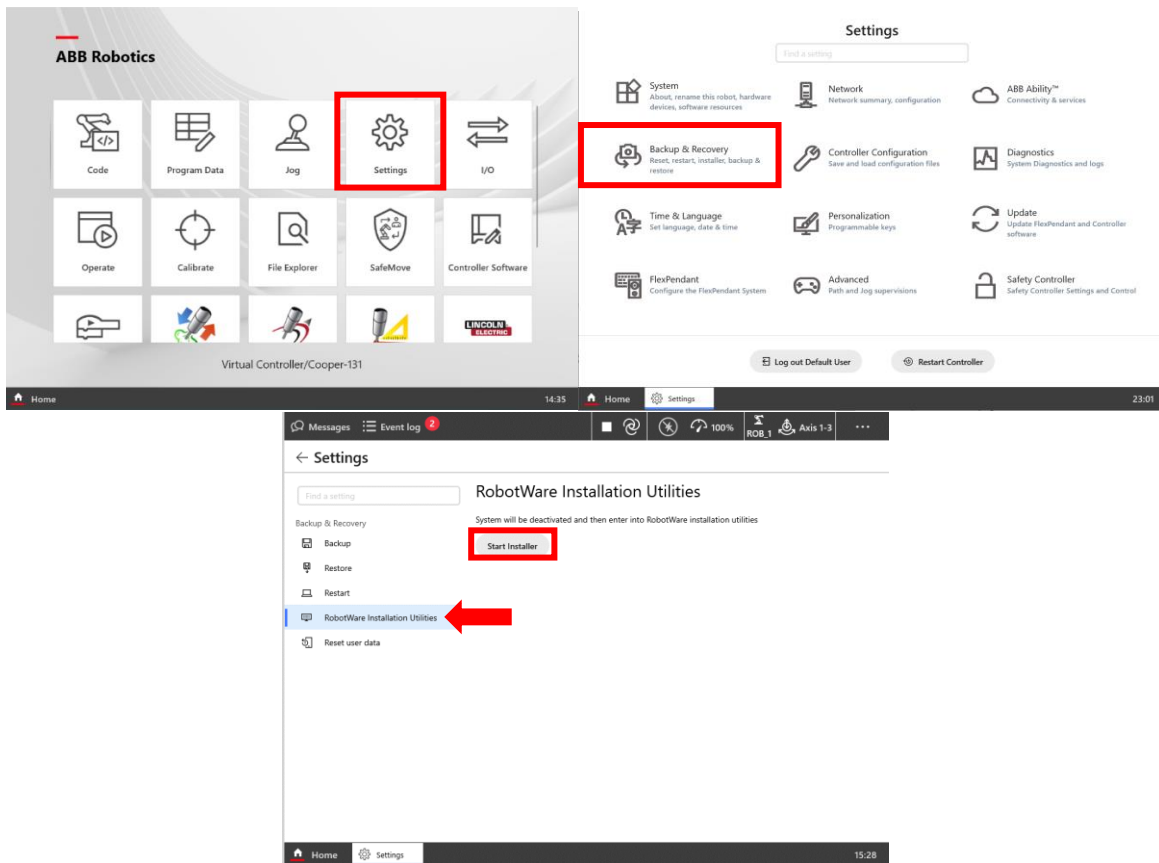 ABB Robotics
Code
Program Data
Jog
Settings
I/O
Operate
Calibrate
File Explorer
SafeMove
Controller Software
LINCOLN
ELECTRIC
Virtual Controller/Cooper-131
Home
14:35
Settings
Find a setting
System
About, rename this robot, hardware
devices, software resources
Network
Network summary, configuration
ABB Ability™
Connectivity & services
Backup & Recovery
Reset, restart, installer, backup &
restore
Controller Configuration
Save and load configuration files
Diagnostics
System Diagnostics and logs
Time & Language
Set language, date & time
Personalization
Programmable keys
Update
Update FlexPendant and Controller
software
FlexPendant
Configure the FlexPendant System
Advanced
Path and Jog supervisions
Safety Controller
Safety Controller Settings and Control
Log out Default User
Restart Controller
Home
Settings
23:01
Messages
Event log
2
100%
ROB_1
Axis 1-3
Settings
Find a setting
Backup & Recovery
Backup
Restore
Restart
RobotWare Installation Utilities
Reset user data
RobotWare Installation Utilities
System will be deactivated and then enter into RobotWare installation utilities
Start Installer
Home
Settings
15:28